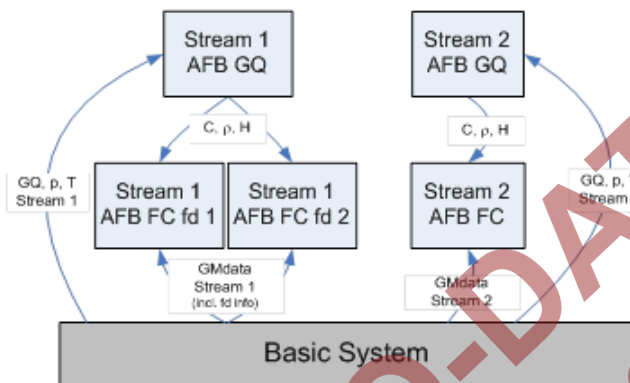 Stream 1
AFB GQ
Stream 2
AFB GQ
C, ρ, H
C, ρ, H
GQ, p, T
Stream 1
Stream 1
AFB FC fd 1
Stream 1
AFB FC fd 2
Stream 2
AFB FC
GQ, p,
Stream
GMdata
Stream 1
(incl. fd info)
GMdata
Stream 2
Basic System